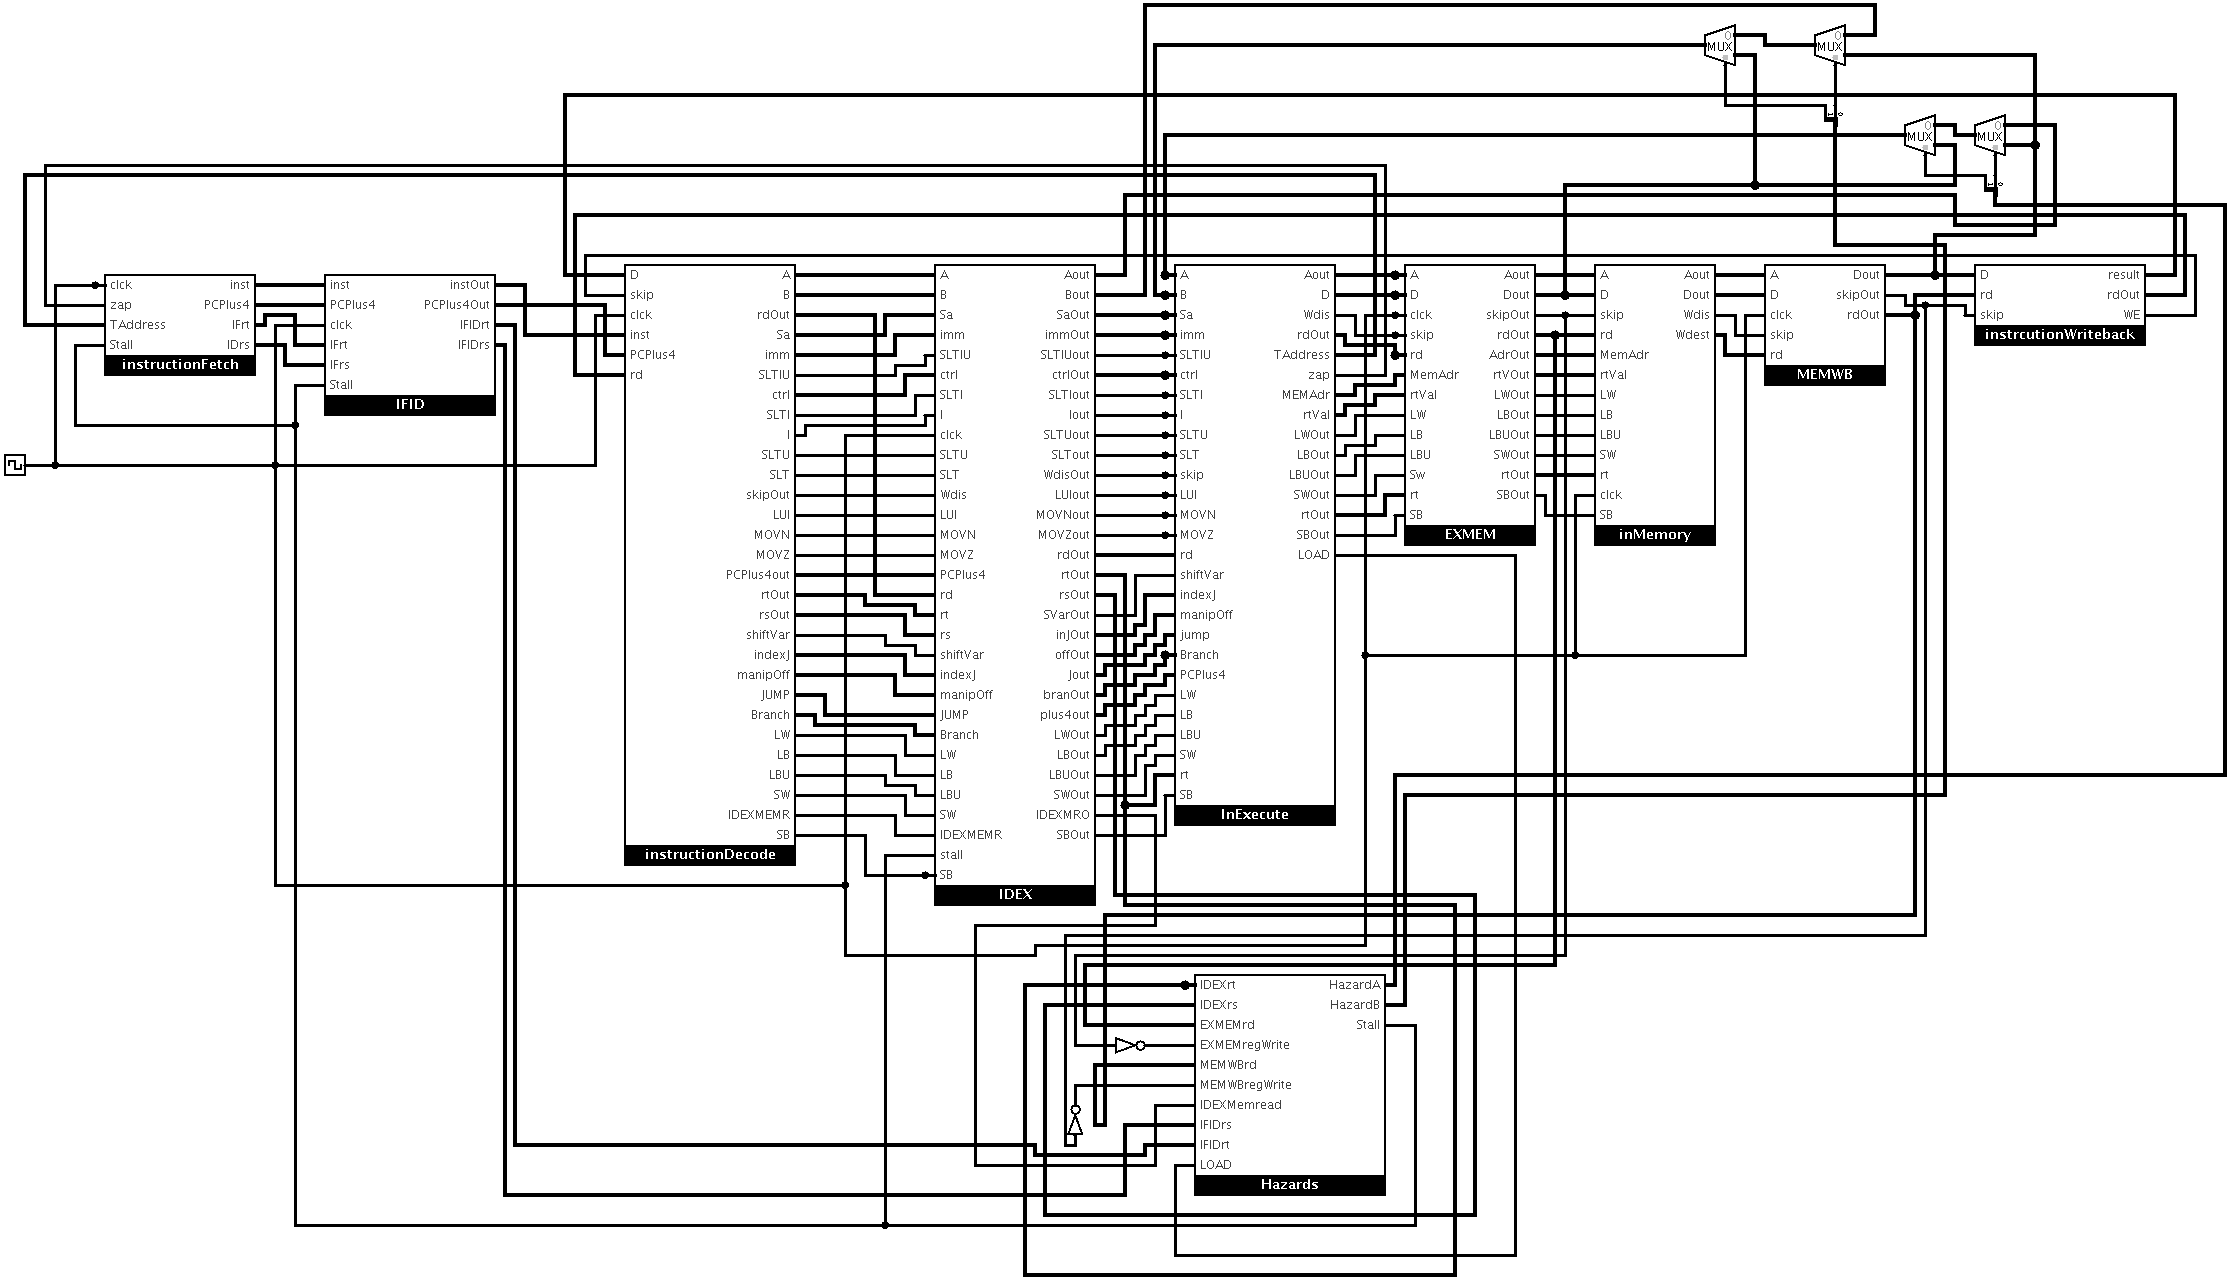 MUX
0
MUX
0
1
0
MUX
0
MUX
0
1
0
clck
zap
TAddress
Stall
inst
PCPlus4
IFrt
IDrs
instructionFetch
inst
PCPlus4
clck
IFrt
IFrs
Stall
instOut
PCPlus4Out
IFIDrt
IFIDrs
IFID
D
skip
clck
inst
PCPlus4
rd
A
B
rdOut
Sa
imm
SLTIU
ctrl
SLTI
I
SLTU
SLT
skipOut
LUI
MOVN
MOVZ
PCPlus4out
rtOut
rsOut
shiftVar
indexJ
manipOff
JUMP
Branch
LW
LB
LBU
SW
IDEXMEMR
SB
instructionDecode
A
B
Sa
imm
SLTIU
ctrl
SLTI
I
clck
SLTU
SLT
Wdis
LUI
MOVN
MOVZ
PCPlus4
rd
rt
rs
shiftVar
indexJ
manipOff
JUMP
Branch
LW
LB
LBU
SW
IDEXMEMR
stall
SB
Aout
Bout
SaOut
immOut
SLTIUout
ctrlOut
SLTIout
Iout
SLTUout
SLTout
WdisOut
LUIout
MOVNout
MOVZout
rdOut
rtOut
rsOut
SVarOut
inJOut
offOut
Jout
branOut
plus4out
LWOut
LBOut
LBUOut
SWOut
IDEXMRO
SBOut
IDEX
A
B
Sa
imm
SLTIU
ctrl
SLTI
I
SLTU
SLT
skip
LUI
MOVN
MOVZ
rd
shiftVar
indexJ
manipOff
jump
Branch
PCPlus4
LW
LB
LBU
SW
rt
SB
Aout
D
Wdis
rdOut
TAddress
zap
MEMAdr
rtVal
LWOut
LBOut
LBUOut
SWOut
rtOut
SBOut
LOAD
InExecute
A
D
clck
skip
rd
MemAdr
rtVal
LW
LB
LBU
Sw
rt
SB
Aout
Dout
skipOut
rdOut
AdrOut
rtVOut
LWOut
LBOut
LBUOut
SWOut
rtOut
SBOut
EXMEM
A
D
skip
rd
MemAdr
rtVal
LW
LB
LBU
SW
rt
clck
SB
Aout
Dout
Wdis
Wdest
inMemory
A
D
clck
skip
rd
Dout
skipOut
rdOut
MEMWB
D
rd
skip
result
rdOut
WE
instrcutionWriteback
IDEXrt
IDEXrs
EXMEMrd
EXMEMregWrite
MEMWBrd
MEMWBregWrite
IDEXMemread
IFIDrs
IFIDrt
LOAD
HazardA
HazardB
Stall
Hazards